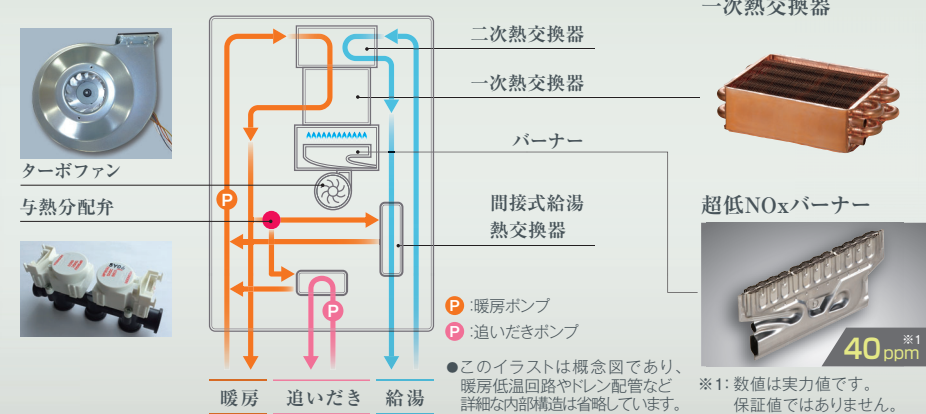 一次熱交換器
二次熱交換器
一次熱交換器
バーナー
ターボファン
与熱分配弁
間接式給湯
熱交換器
超低NOxバーナー
P
P
P :暖房ポンプ
P :追いだきポンプ
40ppm ※1
●このイラストは概念図であり、
暖房低温回路やドレン配管など
詳細な内部構造は省略しています。
※1: 数値は実力値です。
保証値ではありません。
暖房 追いだき 給湯